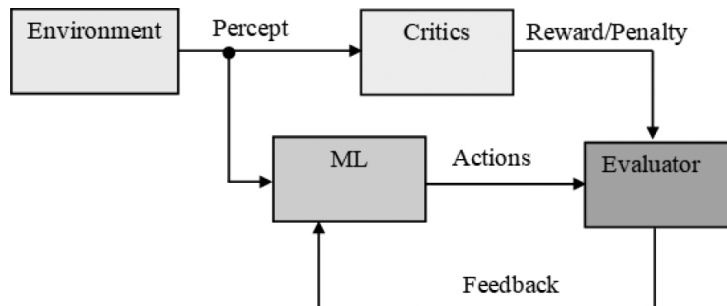 Environment
Percept
Critics
Reward/Penalty
ML
Actions
Evaluator
Feedback